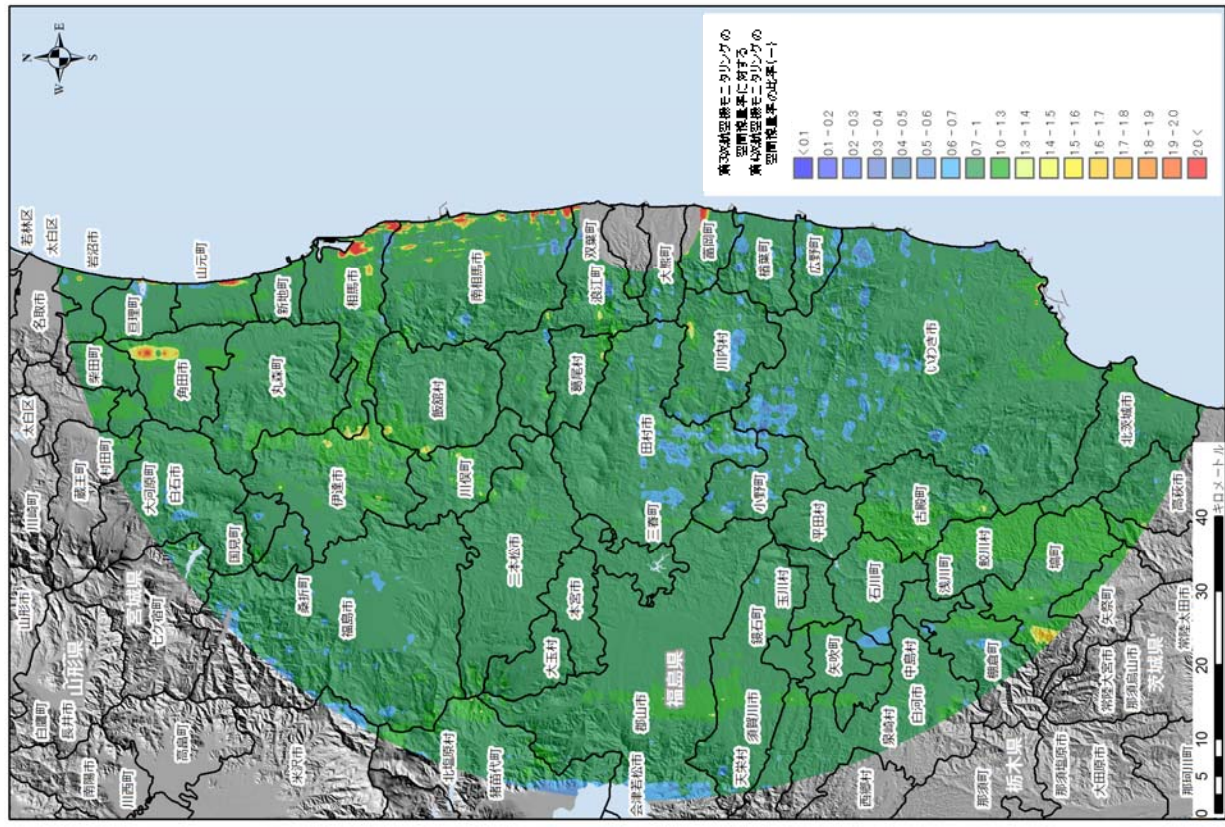 N
E
W
S
若林区
太白区
名取市
岩沼市
山元町
亘理町
柴田町
太白区
角田市
新地町
相馬市
丸森町
川崎町
蔵王町
村田町
大河原町
白石市
山形市
宮城県
七ケ宿町
国見町
伊達市
桑折町
福島市
白鷹町
山形県
長井市
南陽市
川西町
高畠町
米沢市
飯舘村
川俣町
南相馬市
双葉町
浪江町
大熊町
富岡町
楢葉町
広野町
葛尾村
川内村
田村市
いわき市
三春町
小野町
二本松市
本宮市
大玉村
北塩原村
猪苗代町
会津若松市
郡山市
福島県
須賀川市
天栄村
鏡石町
玉川村
平田村
石川町
古殿町
浅川町
鮫川村
塙町
矢吹町
中島村
泉崎村
白河市
棚倉町
西郷村
那須町
栃木県
那須塩原市
大田原市
那珂川町
矢祭町
常陸大宮市
那須烏山市
茨城県
常陸太田市
高萩市
北茨城市
第3次航空機モニタリングの
空間線量率に対する
第4次航空機モニタリングの
空間線量率の比率(－)
<0.1
0.1 - 0.2
0.2 - 0.3
0.3 - 0.4
0.4 - 0.5
0.5 - 0.6
0.6 - 0.7
0.7 - 1
1.0 - 1.3
1.3 - 1.4
1.4 - 1.5
1.5 - 1.6
1.6 - 1.7
1.7 - 1.8
1.8 - 1.9
1.9 - 2.0
2.0 <
0 5 10 20 30 40
キロメートル